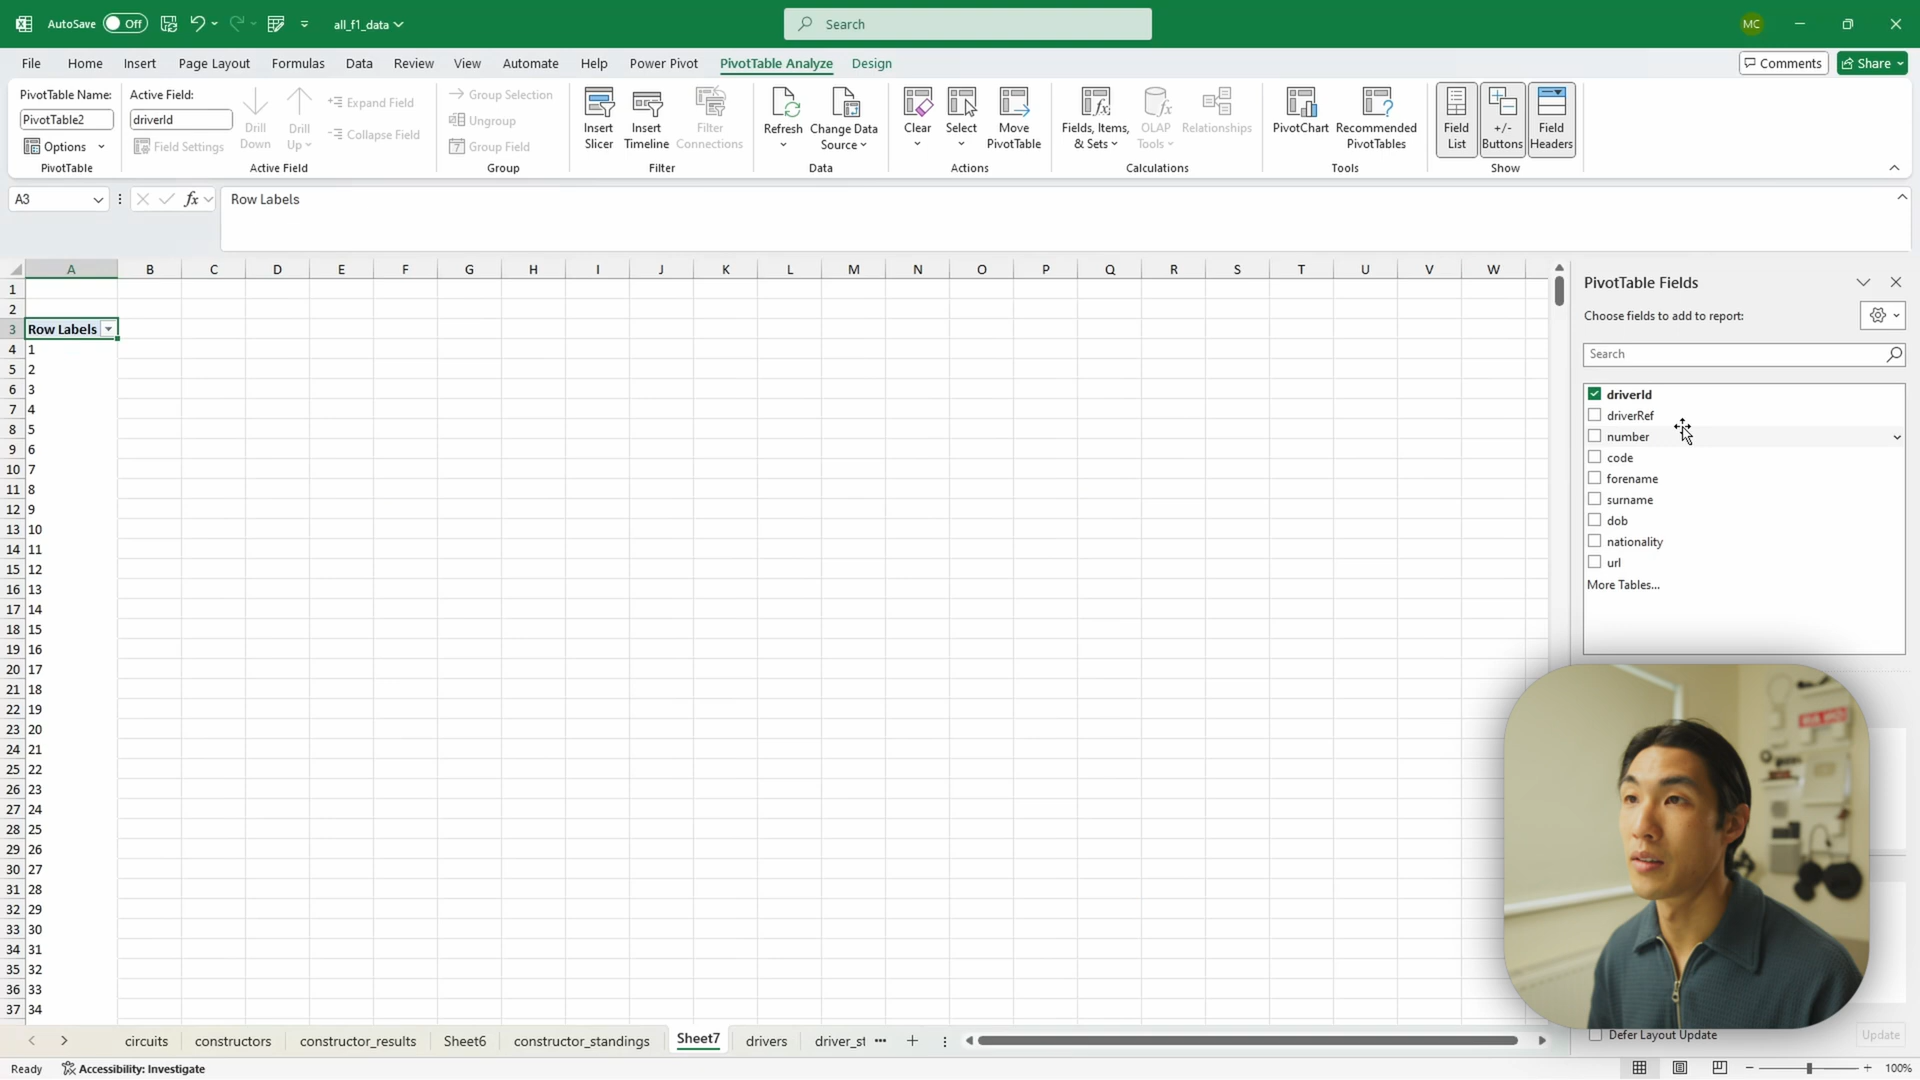 AutoSave Off all_f1_data Search MC
File Home Insert Page Layout Formulas Data Review View Automate Help Power Pivot PivotTable Analyze Design Comments Share
PivotTable Name:
PivotTable2
Options
PivotTable
Active Field:
driverId
Field Settings
Drill
Down
Drill
Up
Expand Field
Collapse Field
Active Field
Group Selection
Ungroup
Group Field
Group
Insert
Slicer
Insert
Timeline
Filter
Connections
Filter
Refresh
Change Data
Source
Data
Clear
Select
Move
PivotTable
Actions
Fields, Items,
& Sets
OLAP
Tools
Relationships
Calculations
PivotChart
Recommended
PivotTables
Tools
Field
List
+/-
Buttons
Field
Headers
Show
A3 fx Row Labels
A B C D E F G H I J K L M N O P Q R S T U V W
1
2
3 Row Labels
4 1
5 2
6 3
7 4
8 5
9 6
10 7
11 8
12 9
13 10
14 11
15 12
16 13
17 14
18 15
19 16
20 17
21 18
22 19
23 20
24 21
25 22
26 23
27 24
28 25
29 26
30 27
31 28
32 29
33 30
34 31
35 32
36 33
37 34
PivotTable Fields
Choose fields to add to report:
Search
driverId
driverRef
number
code
forename
surname
dob
nationality
url
More Tables...
Defer Layout Update Update
circuits constructors constructor_results Sheet6 constructor_standings Sheet7 drivers driver_st ...
Ready Accessibility: Investigate 100%